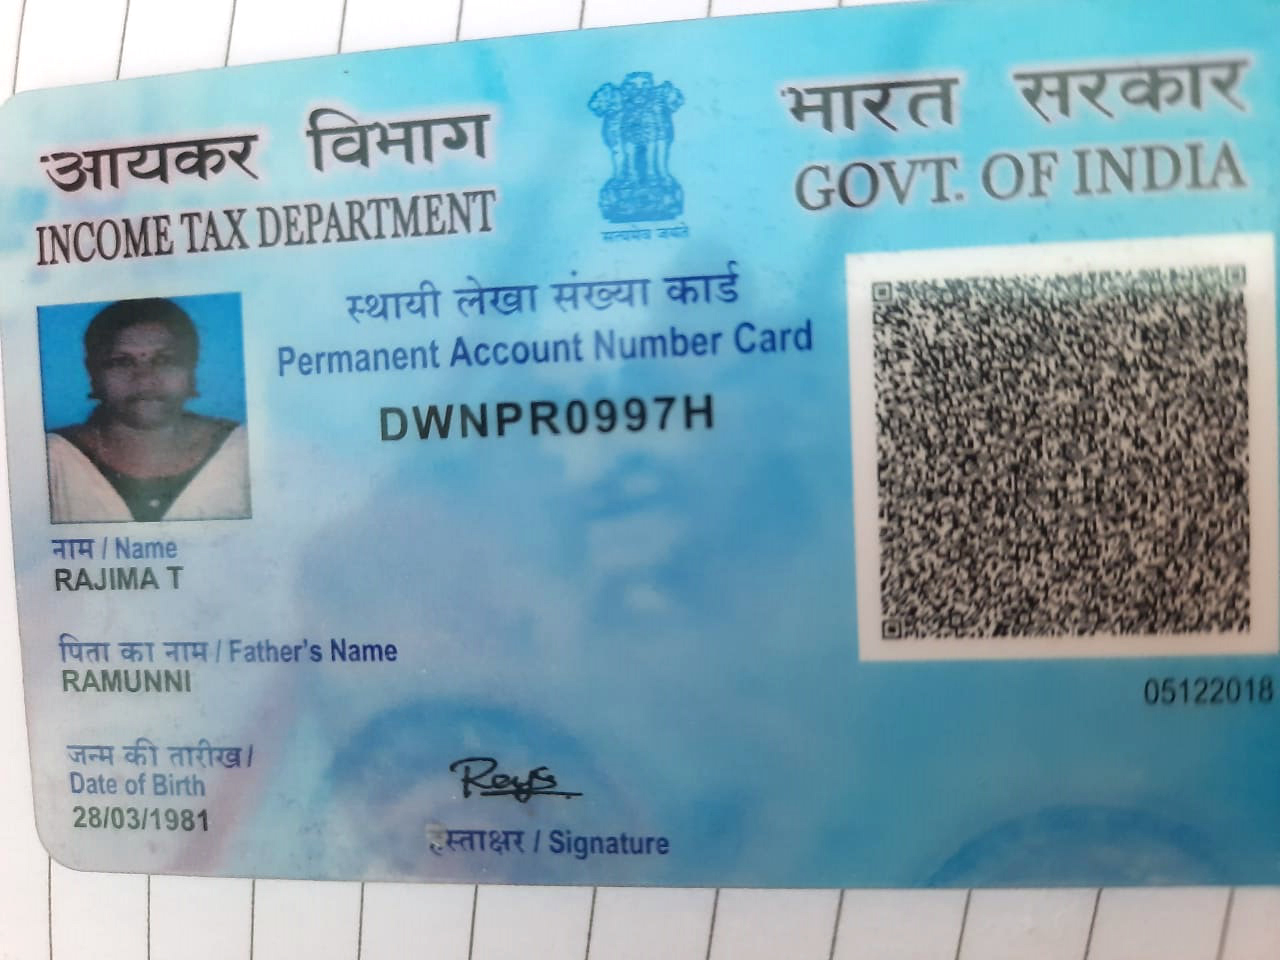 आयकर विभाग
INCOME TAX DEPARTMENT
सत्यमेव जयते
भारत सरकार
GOVT. OF INDIA
स्थायी लेखा संख्या कार्ड
Permanent Account Number Card
DWNPR0997H
नाम / Name
RAJIMA T
पिता का नाम / Father's Name
RAMUNNI
जन्म की तारीख /
Date of Birth
28/03/1981
हस्ताक्षर / Signature
05122018